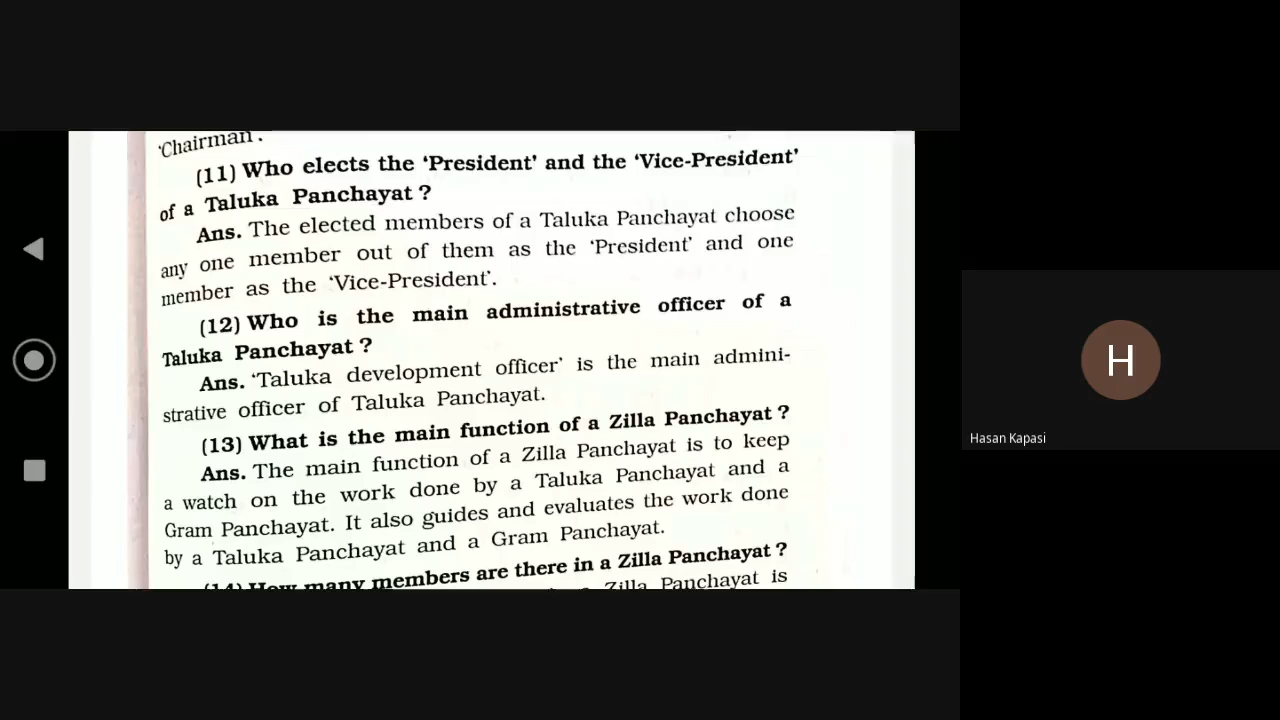 'Chairman'.
(11) Who elects the 'President' and the 'Vice-President'
of a Taluka Panchayat ?
Ans. The elected members of a Taluka Panchayat choose
any one member out of them as the 'President' and one
member as the 'Vice-President'.
(12) Who is the main administrative officer of a
Taluka Panchayat ?
Ans. 'Taluka development officer' is the main admini-
strative officer of Taluka Panchayat.
(13) What is the main function of a Zilla Panchayat ?
Ans. The main function of a Zilla Panchayat is to keep
a watch on the work done by a Taluka Panchayat and a
Gram Panchayat. It also guides and evaluates the work done
by a Taluka Panchayat and a Gram Panchayat.
(14) How many members are there in a Zilla Panchayat ?
Zilla Panchayat is
H
Hasan Kapasi